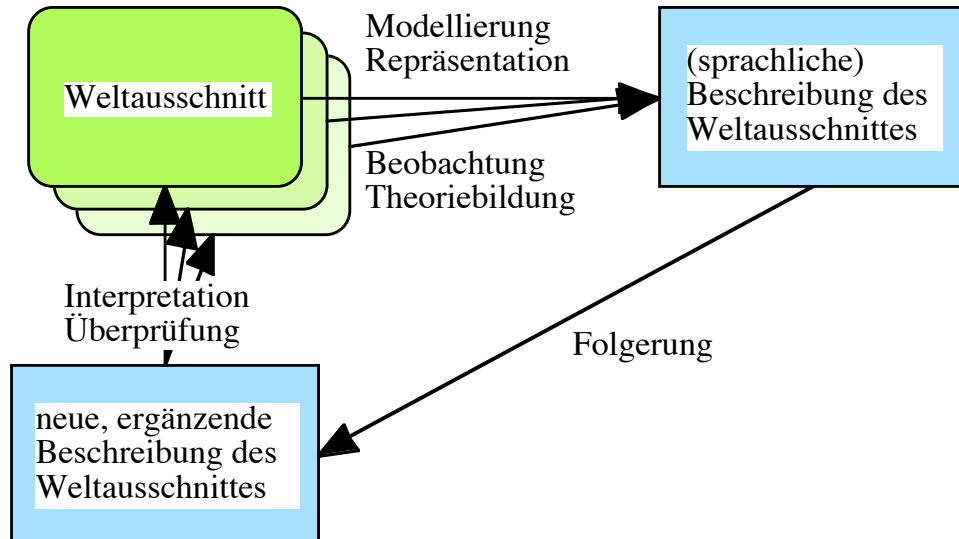 Modellierung
Repräsentation
Weltausschnitt
(sprachliche)
Beschreibung des
Weltausschnittes
Beobachtung
Theoriebildung
Interpretation
Überprüfung
Folgerung
neue, ergänzende
Beschreibung des
Weltausschnittes